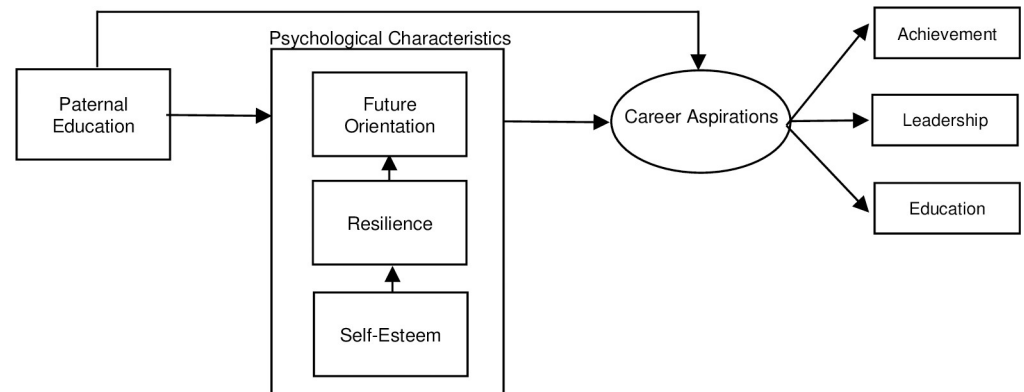 Psychological Characteristics
Paternal
Education
Future
Orientation
Resilience
Self-Esteem
Career Aspirations
Achievement
Leadership
Education